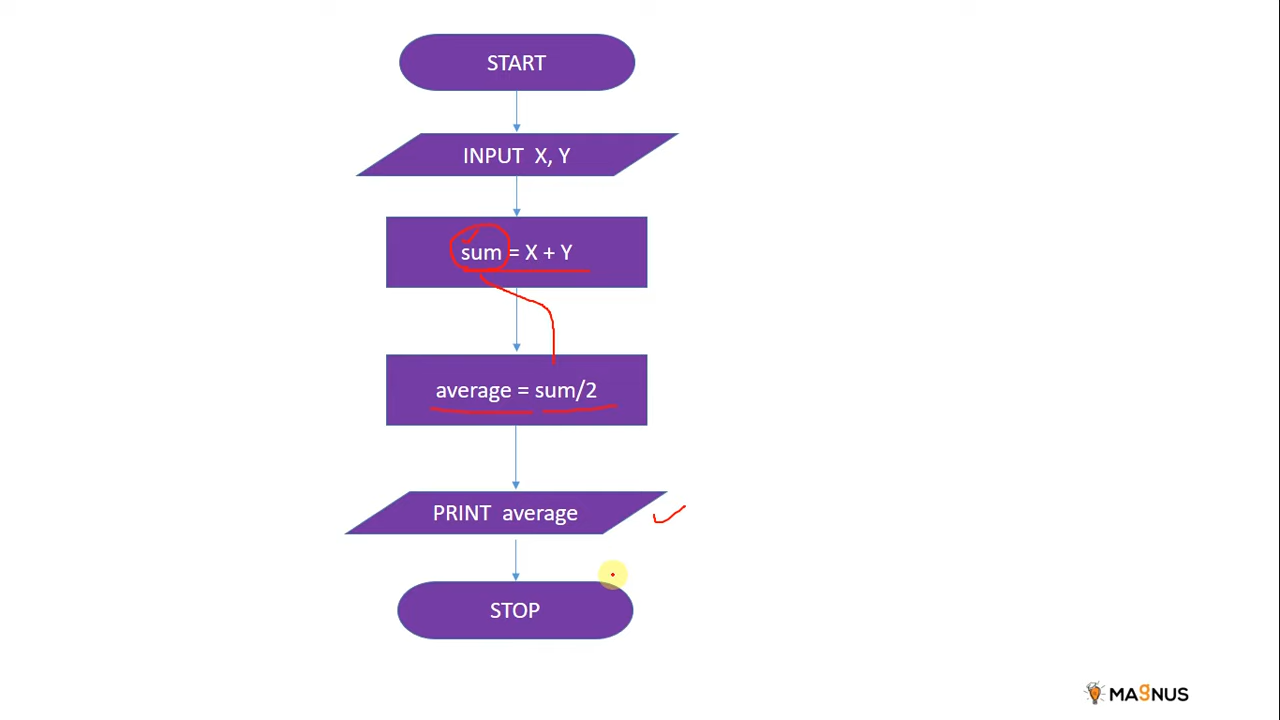 START
INPUT X, Y
sum = X + Y
average = sum/2
PRINT average
STOP
MAGNUS